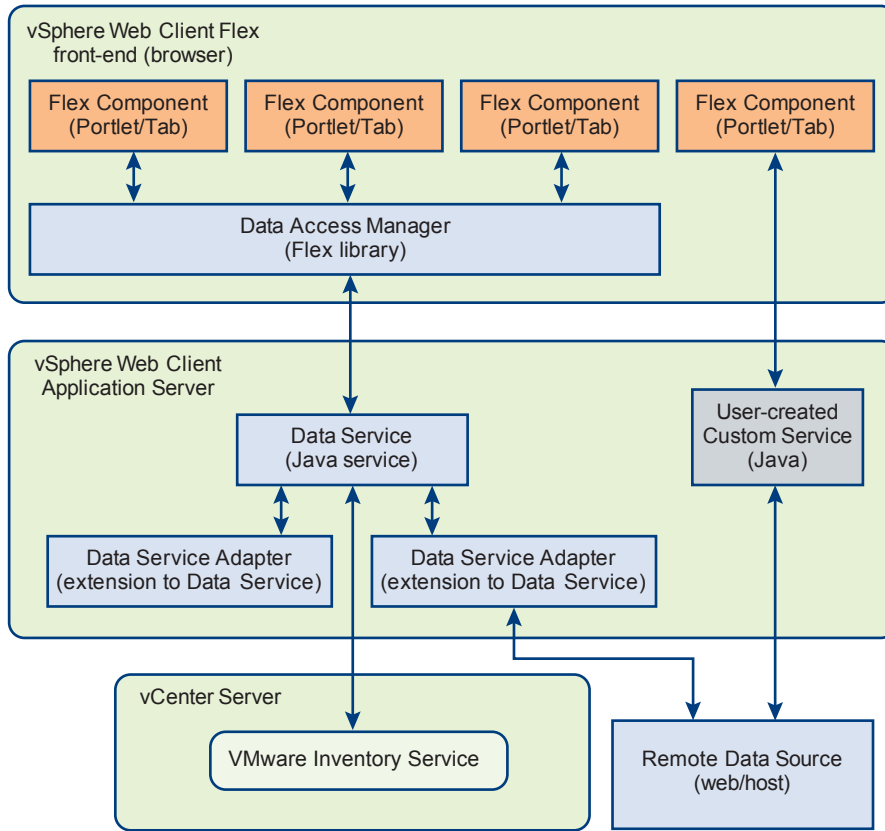 vSphere Web Client Flex
front-end (browser)
Flex Component
(Portlet/Tab)
Flex Component
(Portlet/Tab)
Flex Component
(Portlet/Tab)
Flex Component
(Portlet/Tab)
Data Access Manager
(Flex library)
vSphere Web Client
Application Server
Data Service
(Java service)
User-created
Custom Service
(Java)
Data Service Adapter
(extension to Data Service)
Data Service Adapter
(extension to Data Service)
vCenter Server
VMware Inventory Service
Remote Data Source
(web/host)